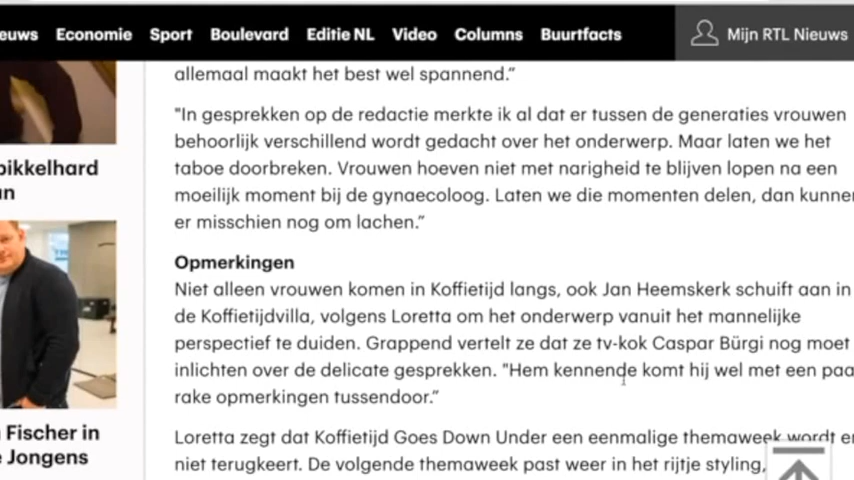 Economie Sport Boulevard Editie NL Video Columns Buurtfacts Mijn RTL Nieuws
allemaal maakt het best wel spannend.”
"In gesprekken op de redactie merkte ik al dat er tussen de generaties vrouwen
behoorlijk verschillend wordt gedacht over het onderwerp. Maar laten we het
taboe doorbreken. Vrouwen hoeven niet met narigheid te blijven lopen na een
moeilijk moment bij de gynaecoloog. Laten we die momenten delen, dan kunnen
er misschien nog om lachen.”
pikkelhard
Opmerkingen
Niet alleen vrouwen komen in Koffietijd langs, ook Jan Heemskerk schuift aan in
de Koffietijdvilla, volgens Loretta om het onderwerp vanuit het mannelijke
perspectief te duiden. Grappend vertelt ze dat ze tv-kok Caspar Bürgi nog moet
inlichten over de delicate gesprekken. "Hem kennende komt hij wel met een paa
rake opmerkingen tussendoor.”
Fischer in
Jongens
Loretta zegt dat Koffietijd Goes Down Under een eenmalige themaweek wordt en
niet terugkeert. De volgende themaweek past weer in het rijtje styling,